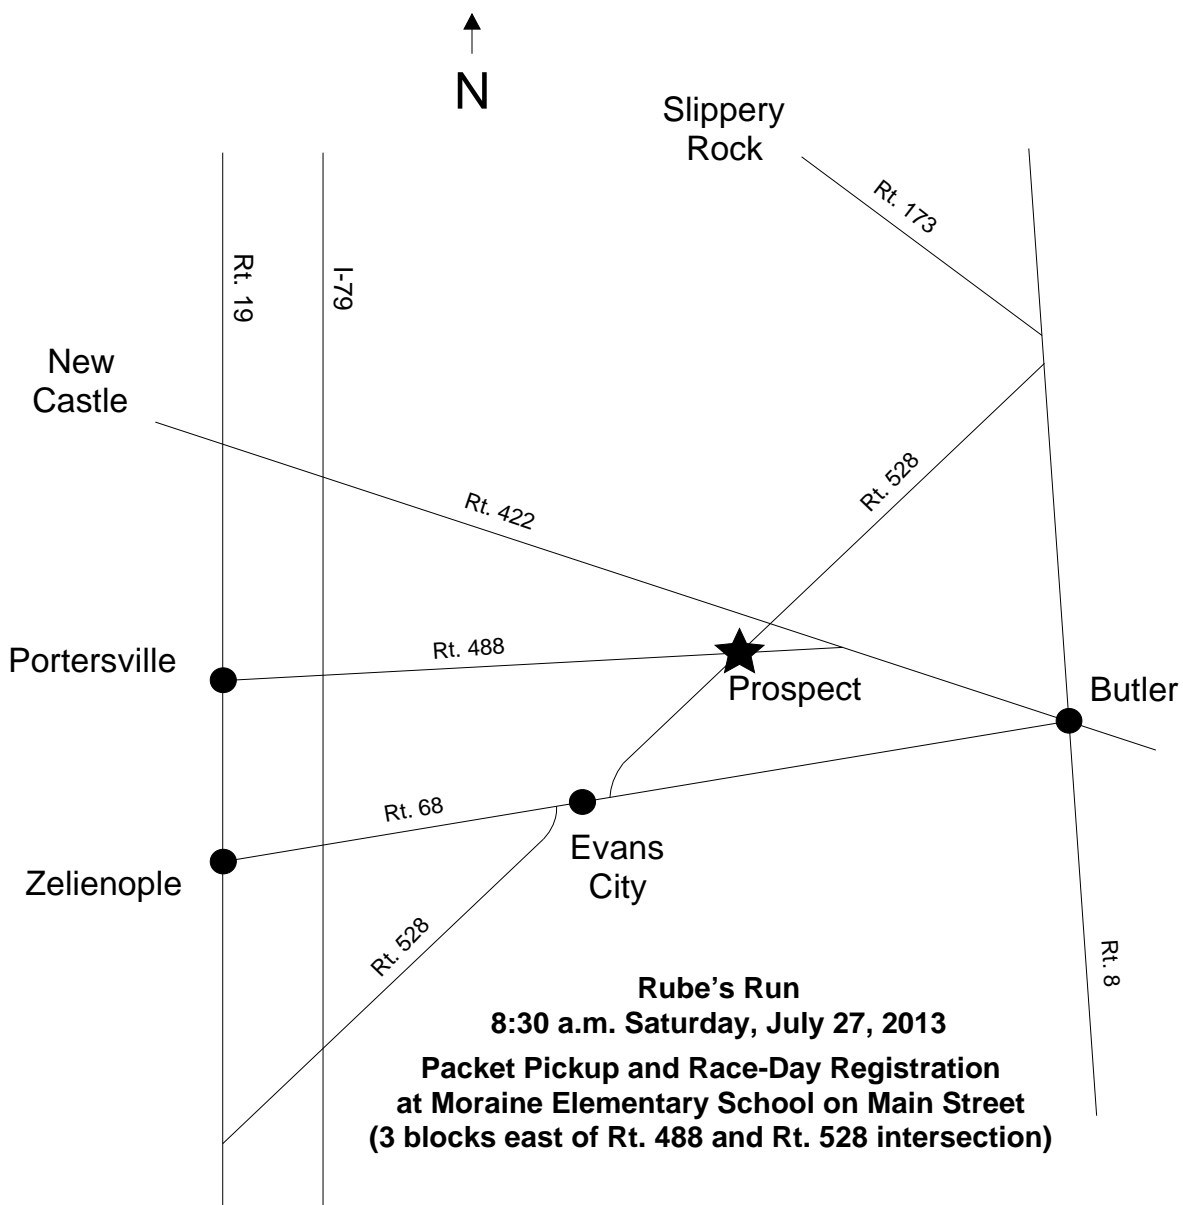 N
Slippery
Rock
Rt. 173
Rt. 19
I-79
New
Castle
Rt. 422
Rt. 528
Portersville
Rt. 488
Prospect
Butler
Rt. 68
Evans
City
Zelienople
Rt. 528
Rt. 8
Rube’s Run
8:30 a.m. Saturday, July 27, 2013
Packet Pickup and Race-Day Registration
at Moraine Elementary School on Main Street
(3 blocks east of Rt. 488 and Rt. 528 intersection)